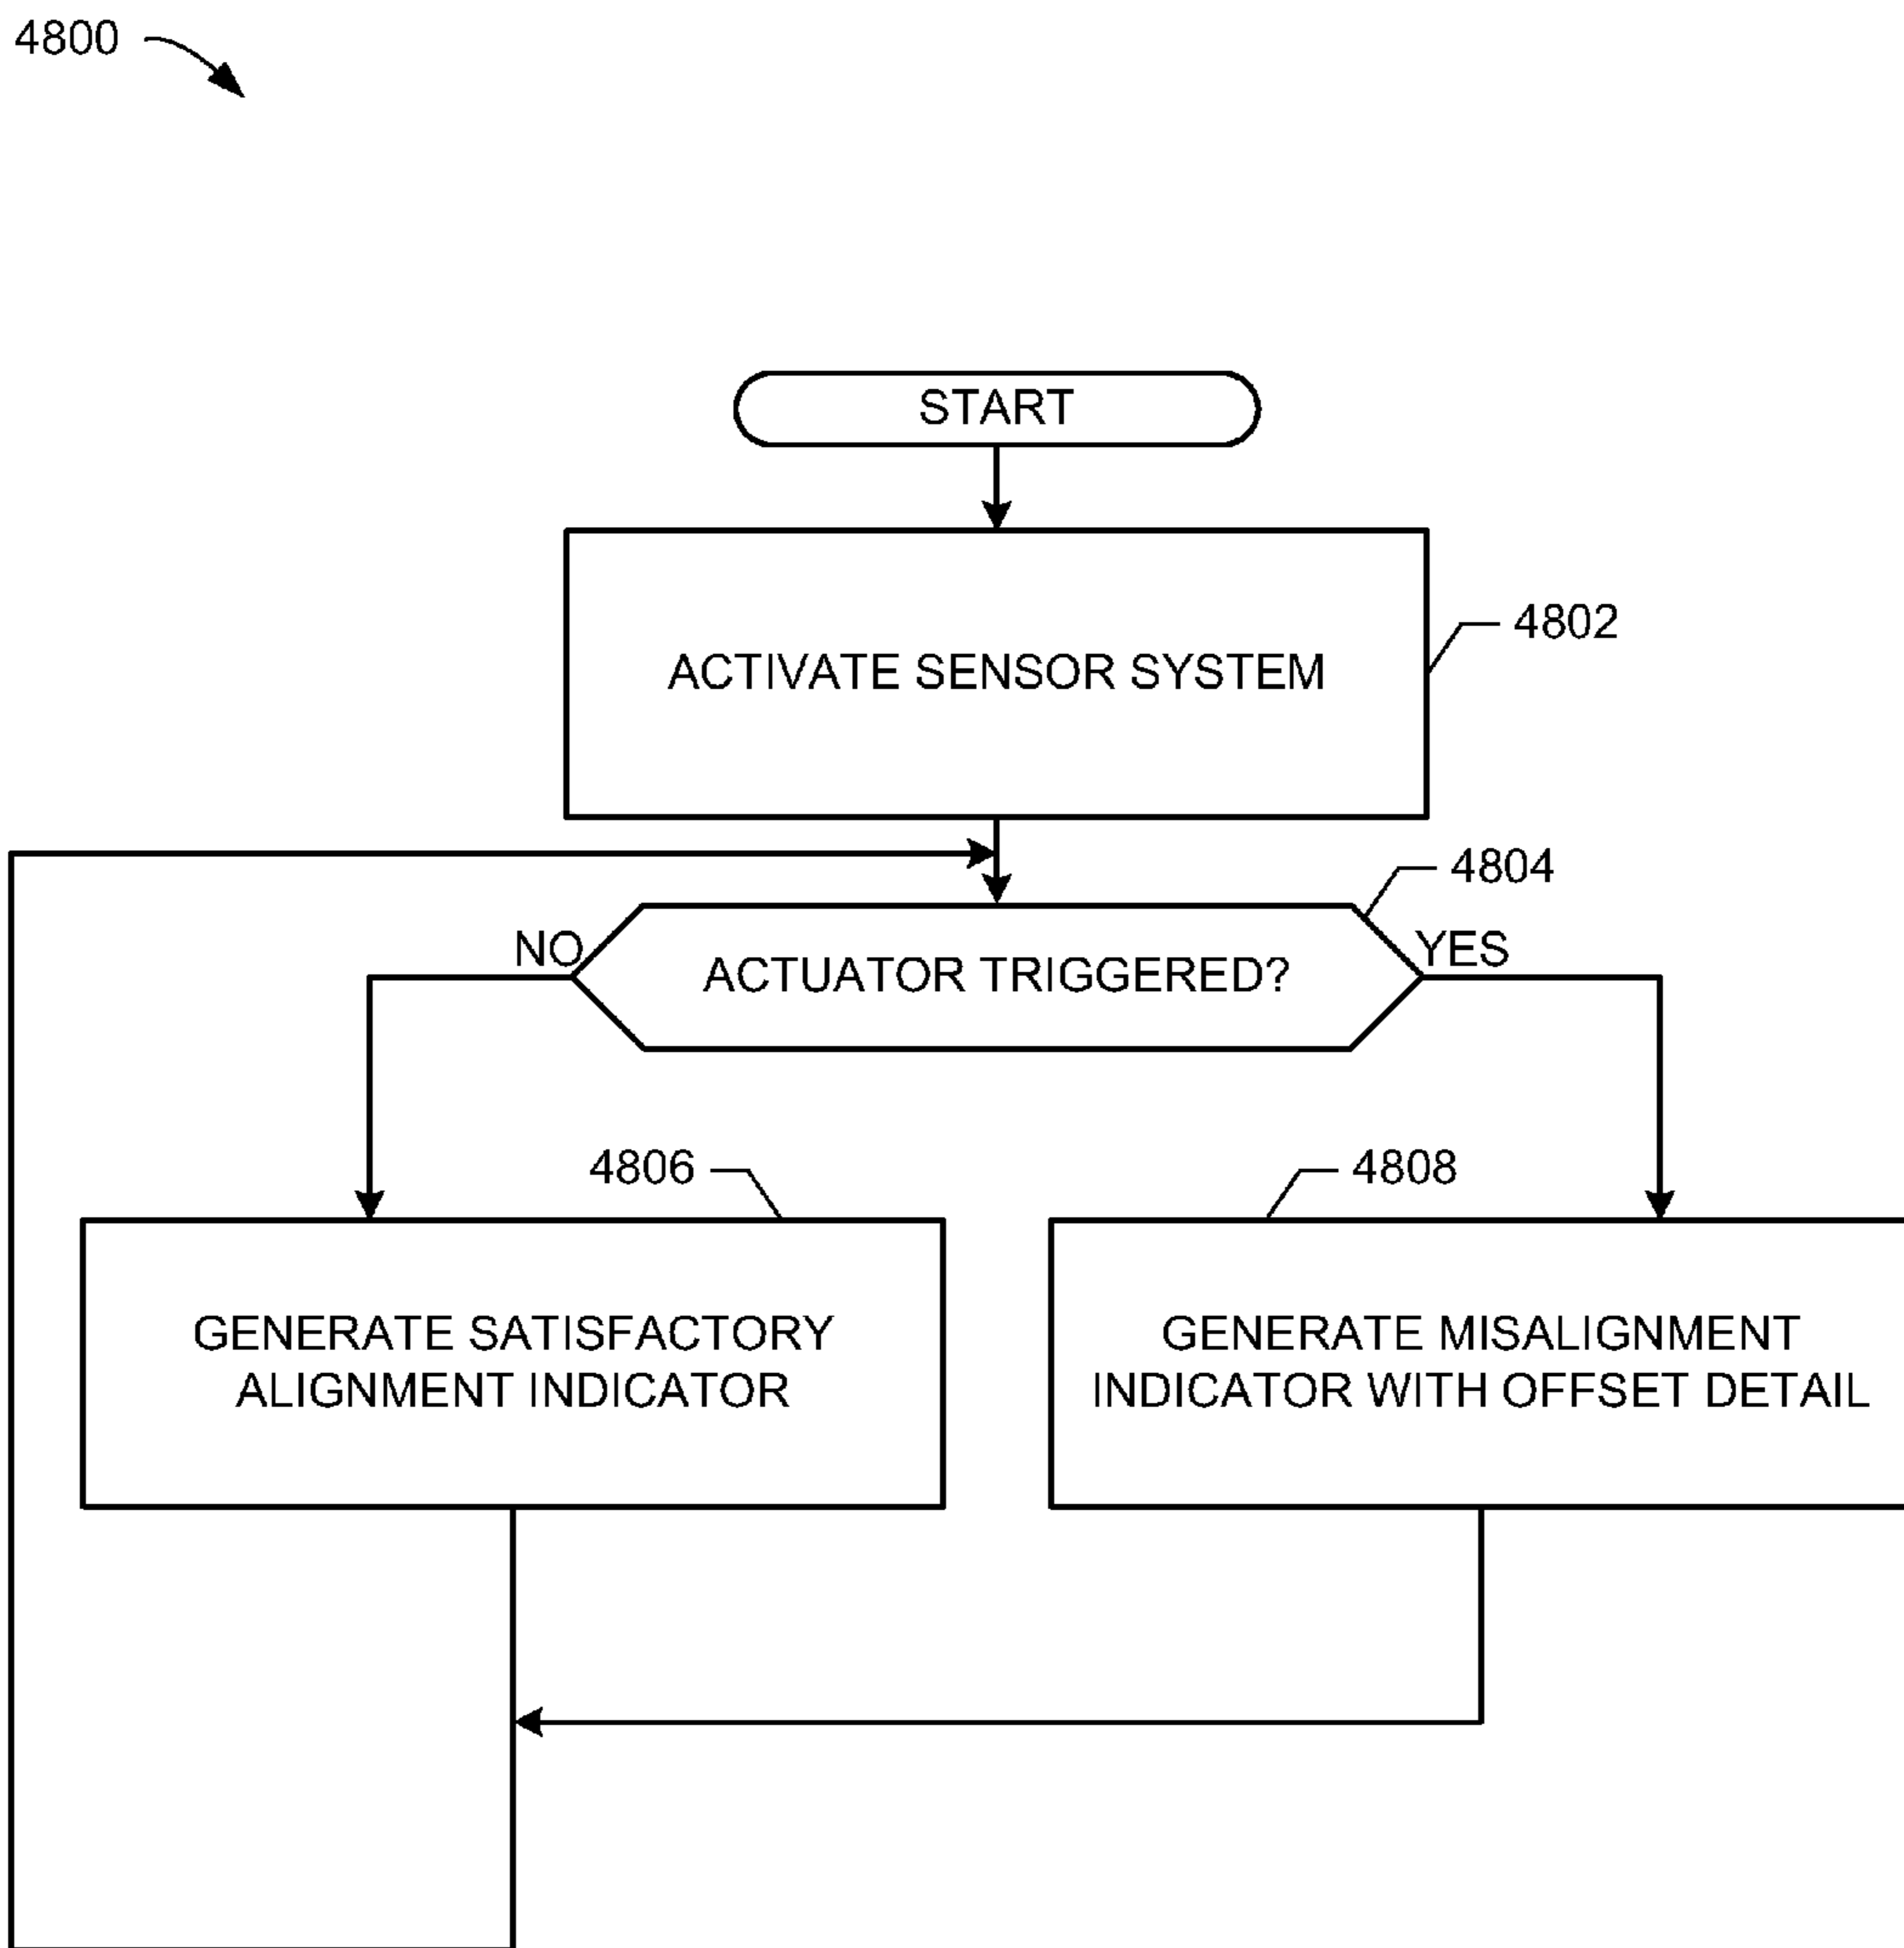 4800
START
4802
ACTIVATE SENSOR SYSTEM
4804
NO
YES
ACTUATOR TRIGGERED?
4806
4808
GENERATE SATISFACTORY
ALIGNMENT INDICATOR
GENERATE MISALIGNMENT
INDICATOR WITH OFFSET DETAIL